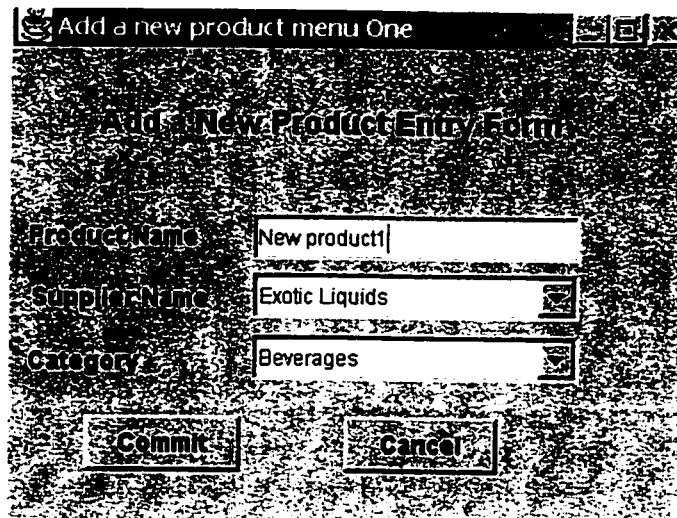 Add a new product menu One
Add a New Product Entry Form
Product Name New product1
Supplier Name Exotic Liquids
Category Beverages
Commit Cancel